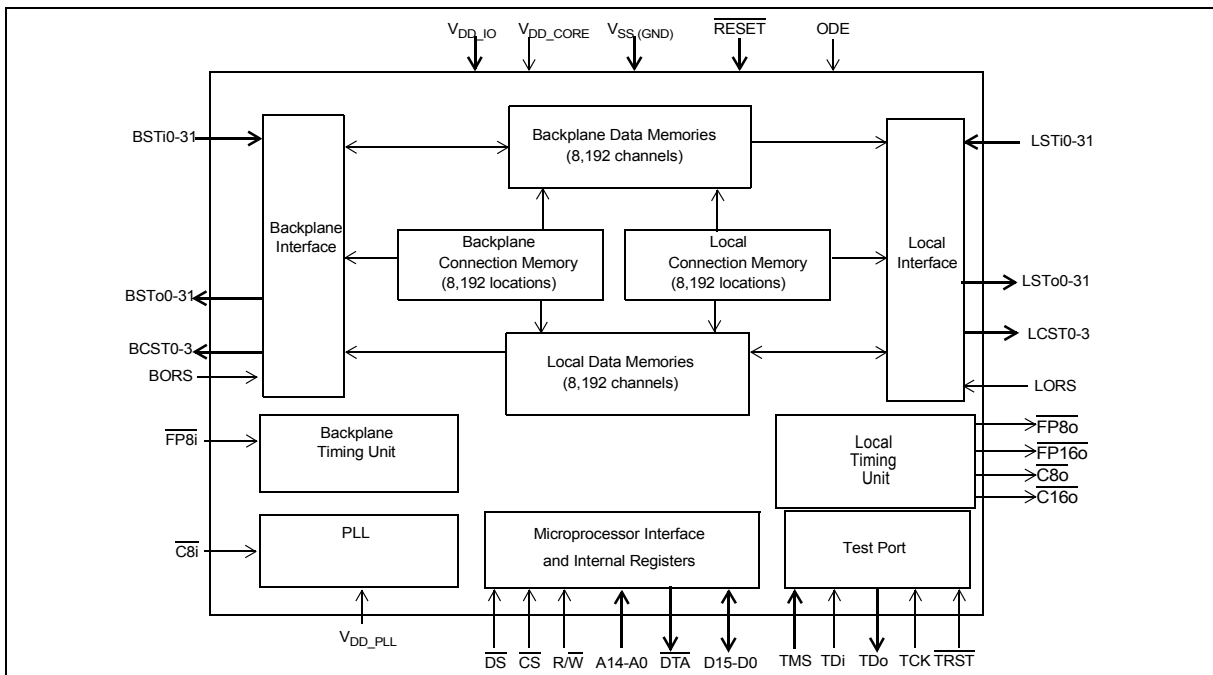 V_DD_IO V_DD_CORE V_SS (GND) RESET ODE
BSTi0-31
Backplane Data Memories
(8,192 channels)
LSTi0-31
Backplane
Interface
Backplane
Connection Memory
(8,192 locations)
Local
Connection Memory
(8,192 locations)
Local
Interface
BSTo0-31
LSTo0-31
BCST0-3
Local Data Memories
(8,192 channels)
LCST0-3
BORS
LORS
FP8i
Backplane
Timing Unit
Local
Timing
Unit
FP8o
FP16o
C8o
C16o
C8i
PLL
Microprocessor Interface
and Internal Registers
Test Port
V_DD_PLL
DS CS R/W A14-A0 DTA D15-D0 TMS TDi TDo TCK TRST